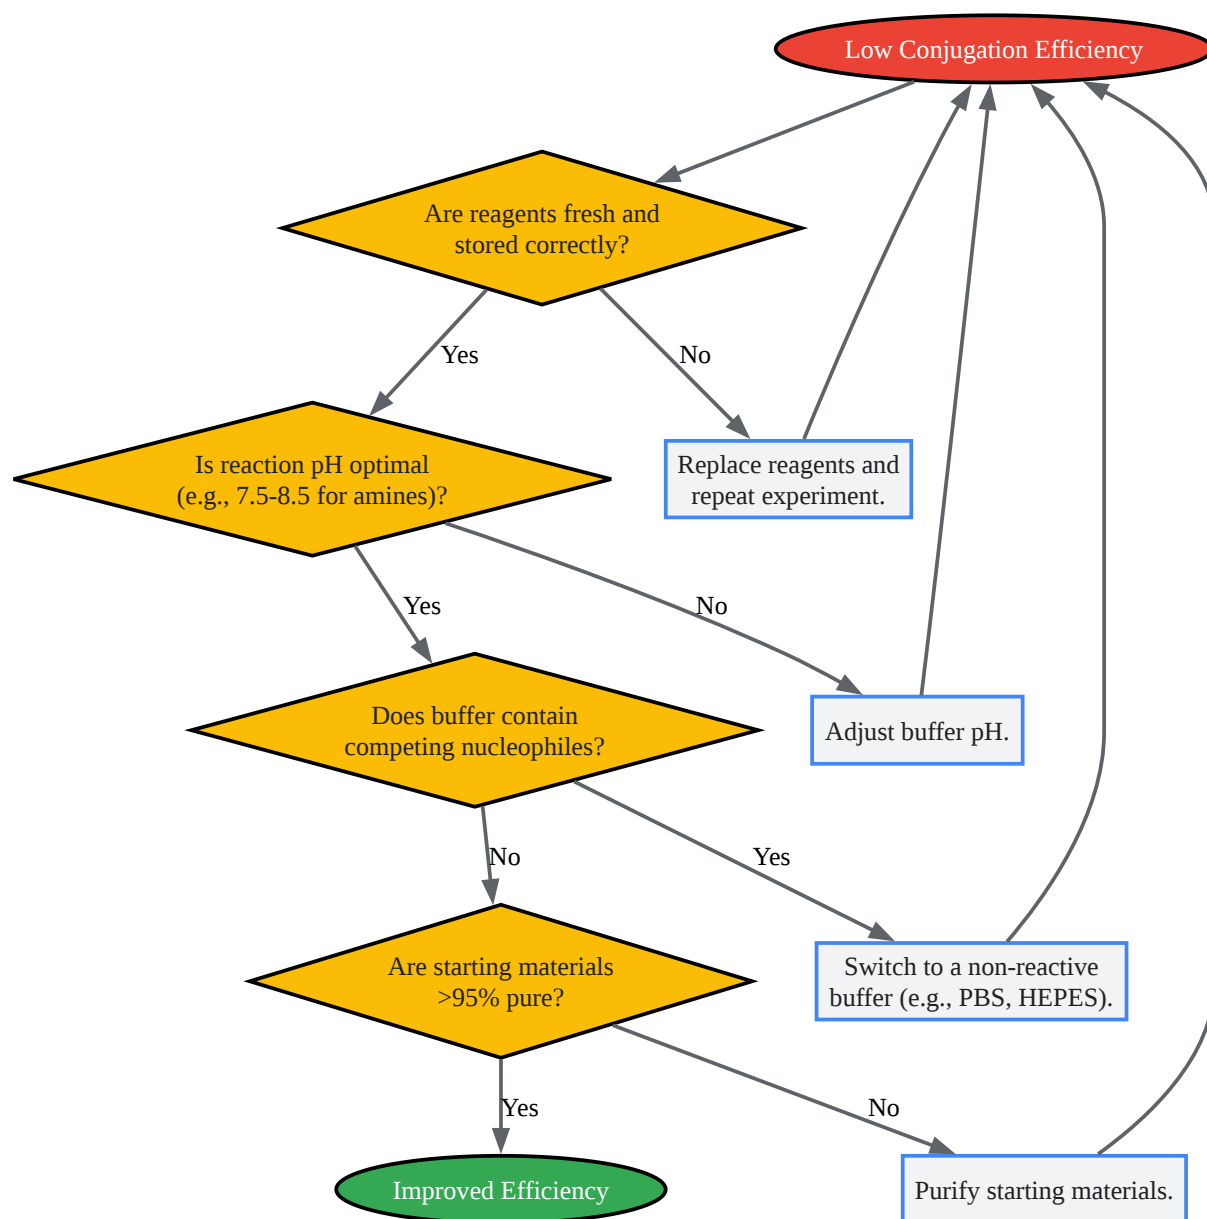 Low Conjugation Efficiency
Are reagents fresh and
stored correctly?
Yes
No
Is reaction pH optimal
(e.g., 7.5-8.5 for amines)?
Replace reagents and
repeat experiment.
Yes
No
Does buffer contain
competing nucleophiles?
Adjust buffer pH.
No
Yes
Are starting materials
>95% pure?
Switch to a non-reactive
buffer (e.g., PBS, HEPES).
Yes
No
Improved Efficiency
Purify starting materials.